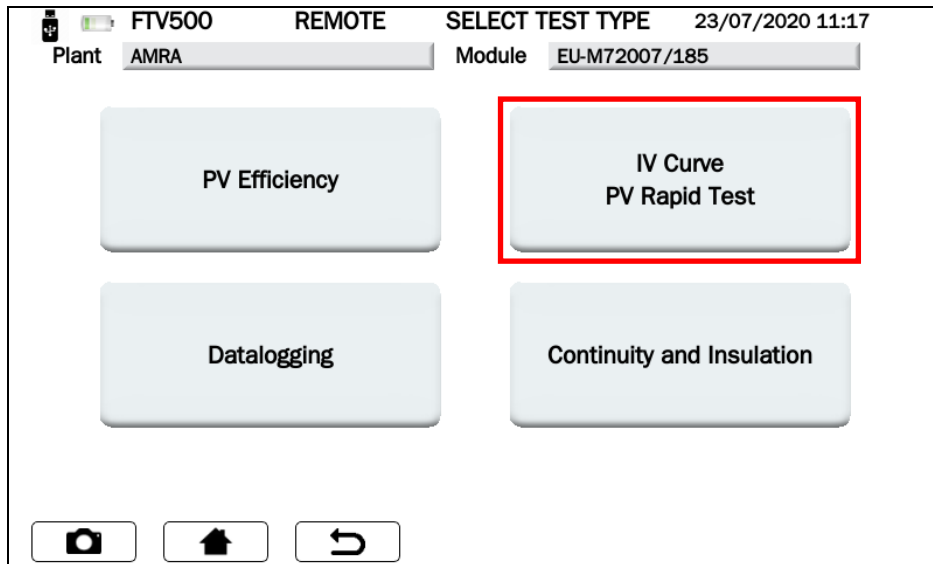 FTV500 REMOTE SELECT TEST TYPE 23/07/2020 11:17
Plant AMRA Module EU-M72007/185
PV Efficiency
IV Curve
PV Rapid Test
Datalogging
Continuity and Insulation